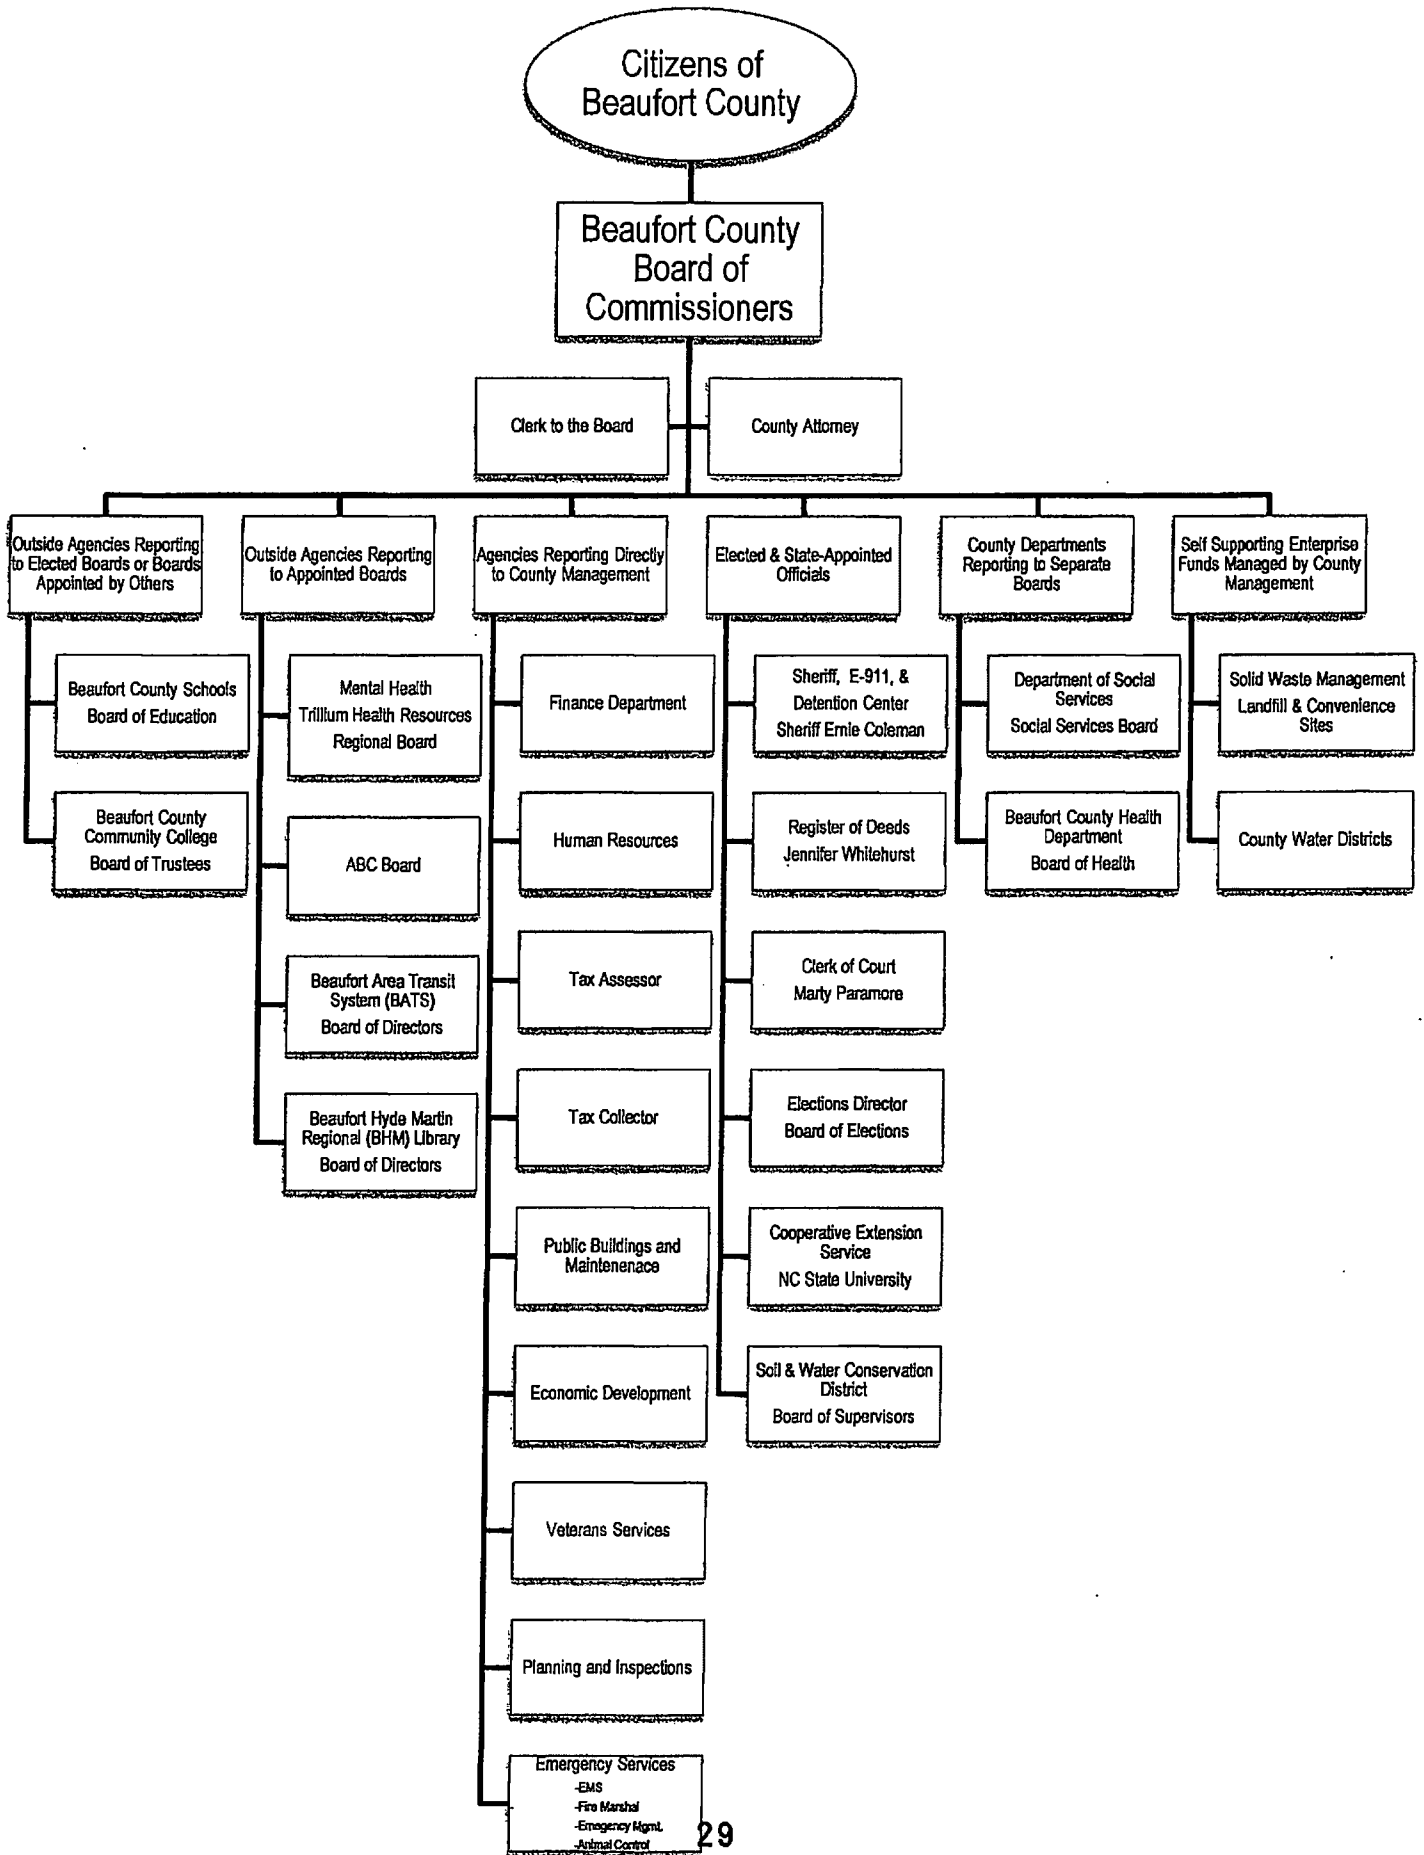 Citizens of
Beaufort County
Beaufort County
Board of
Commissioners
Clerk to the Board
County Attorney
Outside Agencies Reporting
to Elected Boards or Boards
Appointed by Others
Outside Agencies Reporting
to Appointed Boards
Agencies Reporting Directly
to County Management
Elected & State-Appointed
Officials
County Departments
Reporting to Separate
Boards
Self Supporting Enterprise
Funds Managed by County
Management
Beaufort County Schools
Board of Education
Beaufort County
Community College
Board of Trustees
Mental Health
Trillium Health Resources
Regional Board
ABC Board
Beaufort Area Transit
System (BATS)
Board of Directors
Beaufort Hyde Martin
Regional (BHM) Library
Board of Directors
Finance Department
Human Resources
Tax Assessor
Tax Collector
Public Buildings and
Maintenenace
Economic Development
Veterans Services
Planning and Inspections
Emergency Services
-EMS
-Fire Marshal
-Emegency Mgmt.
-Animal Control
Sheriff, E-911, &
Detention Center
Sheriff Ernie Coleman
Register of Deeds
Jennifer Whitehurst
Clerk of Court
Marty Paramore
Elections Director
Board of Elections
Cooperative Extension
Service
NC State University
Soil & Water Conservation
District
Board of Supervisors
Department of Social
Services
Social Services Board
Beaufort County Health
Department
Board of Health
Solid Waste Management
Landfill & Convenience
Sites
County Water Districts
29